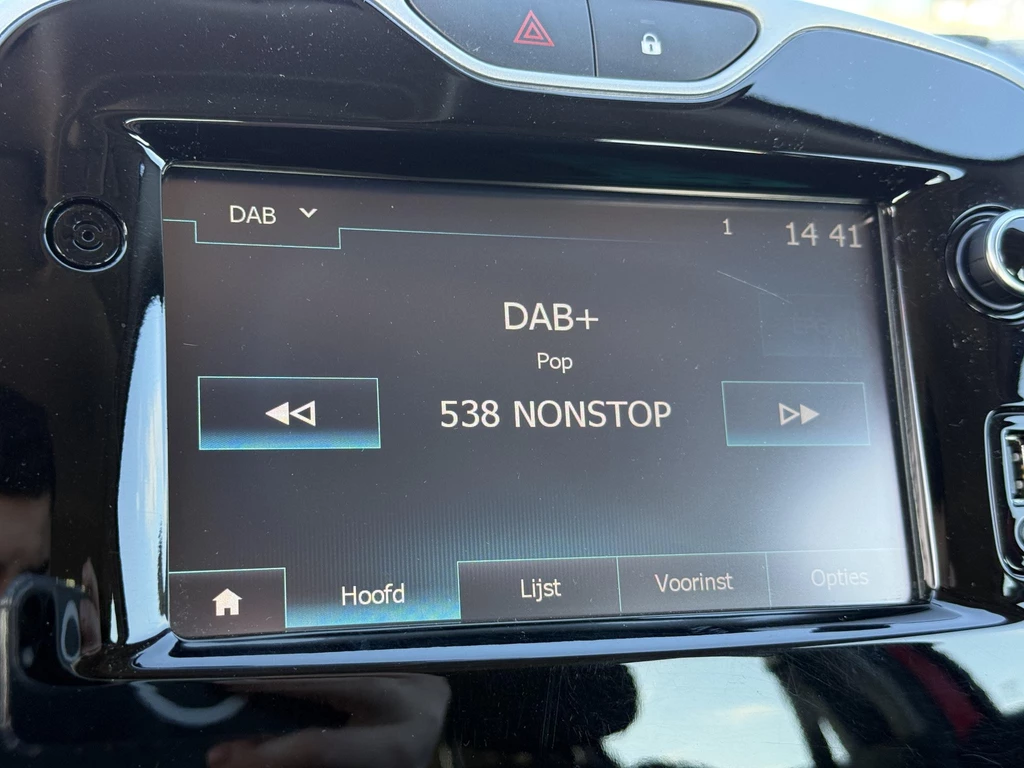 DAB
1
14 41
DAB+
Pop
538 NONSTOP
Hoofd
Lijst
Voorinst
Opties